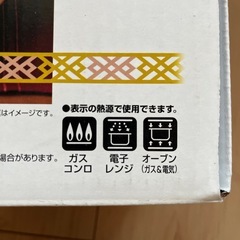 はイメージです。
●表示の熱源で使用できます。
場合があります。
ガス
コンロ
電子
レンジ
オーブン
(ガス&電気)